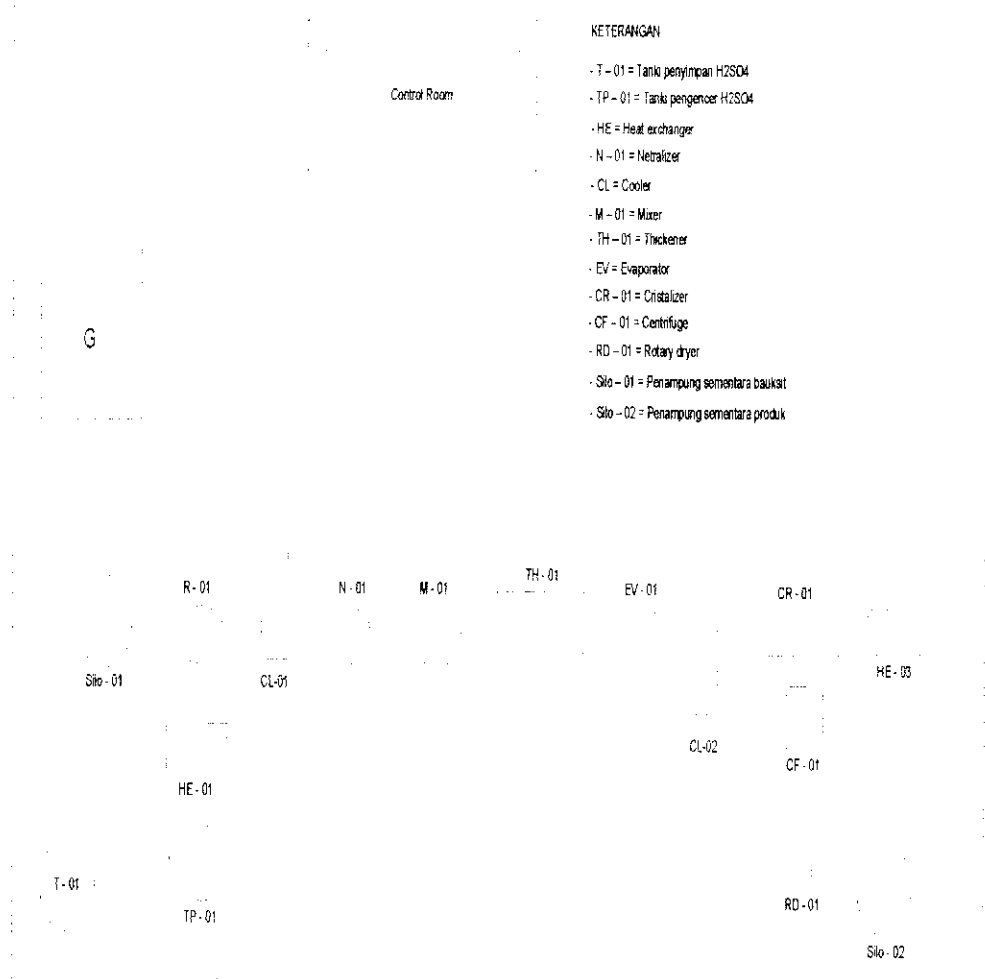 KETERANGAN
- T - 01 = Tanki penyimpan H2SO4
Control Room
- TP - 01 = Tanki pengencer H2SO4
- HE = Heat exchanger
- N - 01 = Netralizer
- CL = Cooler
- M - 01 = Mixer
- TH - 01 = Thickener
- EV = Evaporator
- CR - 01 = Cristalizer
- CF - 01 = Centrifuge
G
- RD - 01 = Rotary dryer
- Silo - 01 = Penampung sementara bauksit
- Silo - 02 = Penampung sementara produk
TH - 01
R - 01
N - 01
M - 01
EV - 01
CR - 01
Silo - 01
CL-01
HE - 03
CL-02
CF - 01
HE - 01
T - 01
TP - 01
RD - 01
Silo - 02